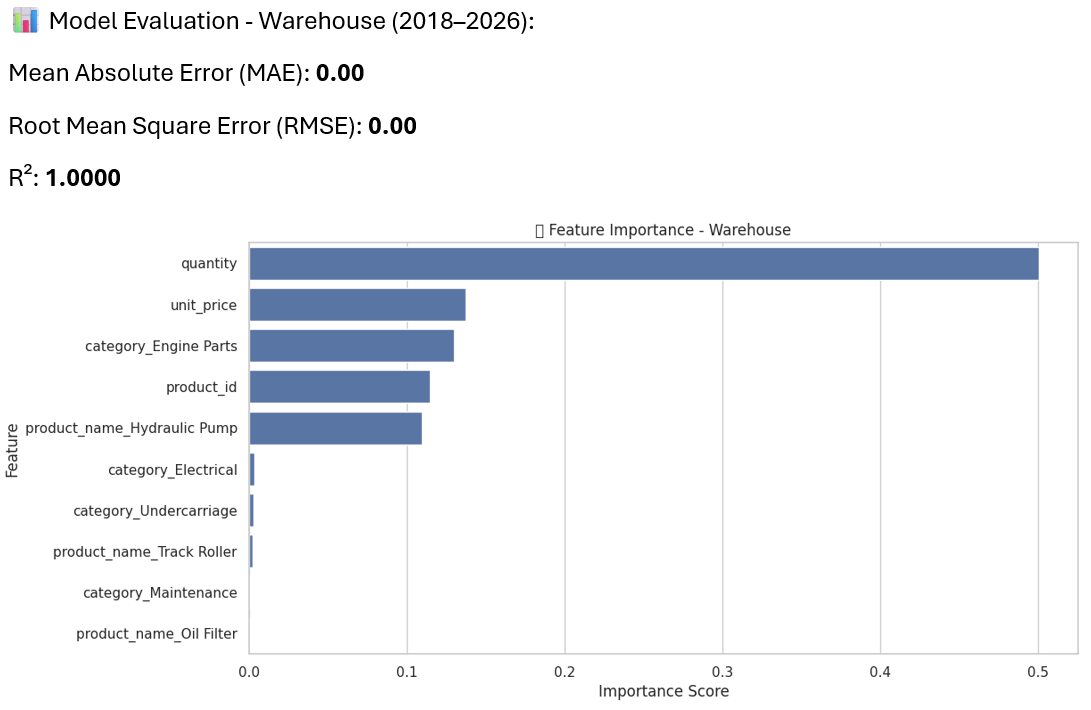 📊 Model Evaluation - Warehouse (2018–2026):
Mean Absolute Error (MAE): 0.00
Root Mean Square Error (RMSE): 0.00
R²: 1.0000
▯ Feature Importance - Warehouse
quantity
unit_price
category_Engine Parts
product_id
product_name_Hydraulic Pump
category_Electrical
category_Undercarriage
product_name_Track Roller
category_Maintenance
product_name_Oil Filter
Feature
0.0 0.1 0.2 0.3 0.4 0.5
Importance Score